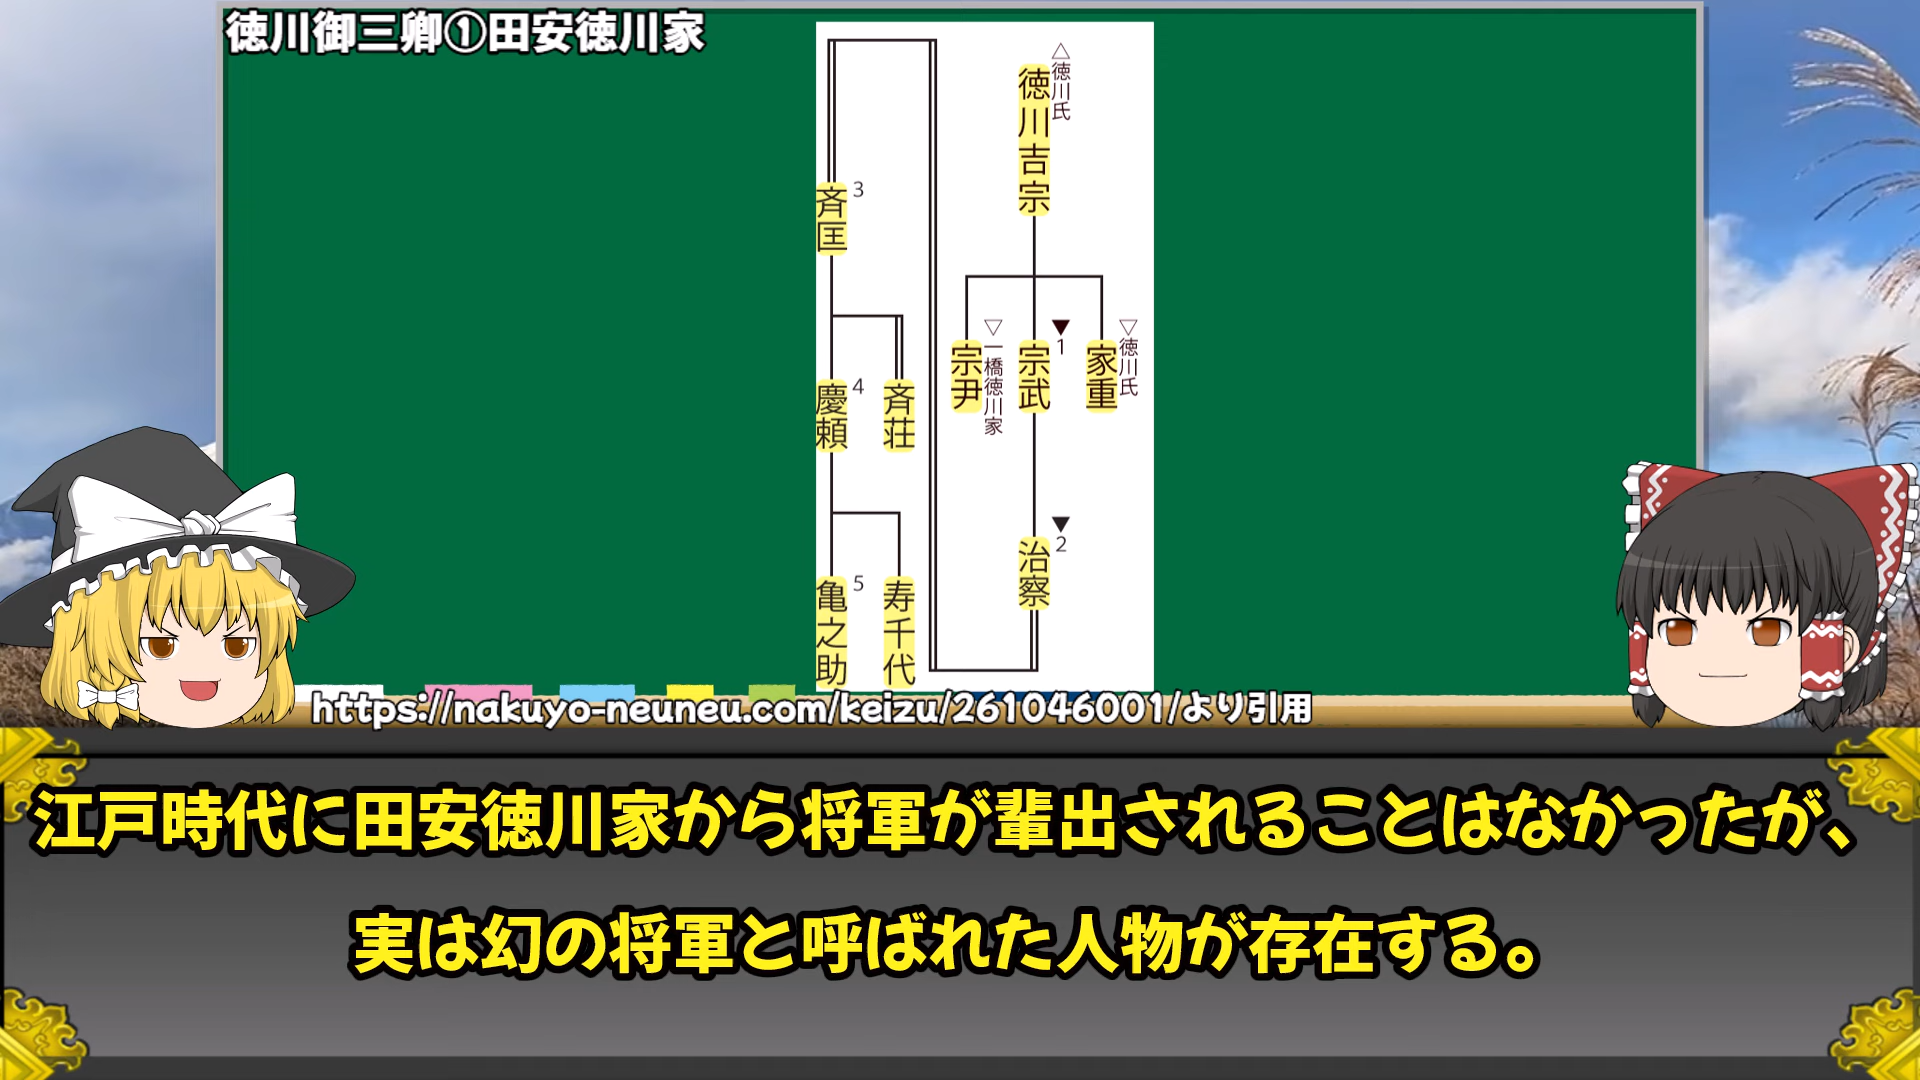 徳川御三卿①田安徳川家
△徳川氏
徳川吉宗
▽徳川氏
家重
▼1
宗武
▽一橋徳川家
宗尹
▼2
治察
3
斉匡
斉荘
4
慶頼
寿千代
5
亀之助
https://nakuyo-neuneu.com/keizu/261046001/より引用
江戸時代に田安徳川家から将軍が輩出されることはなかったが、
実は幻の将軍と呼ばれた人物が存在する。